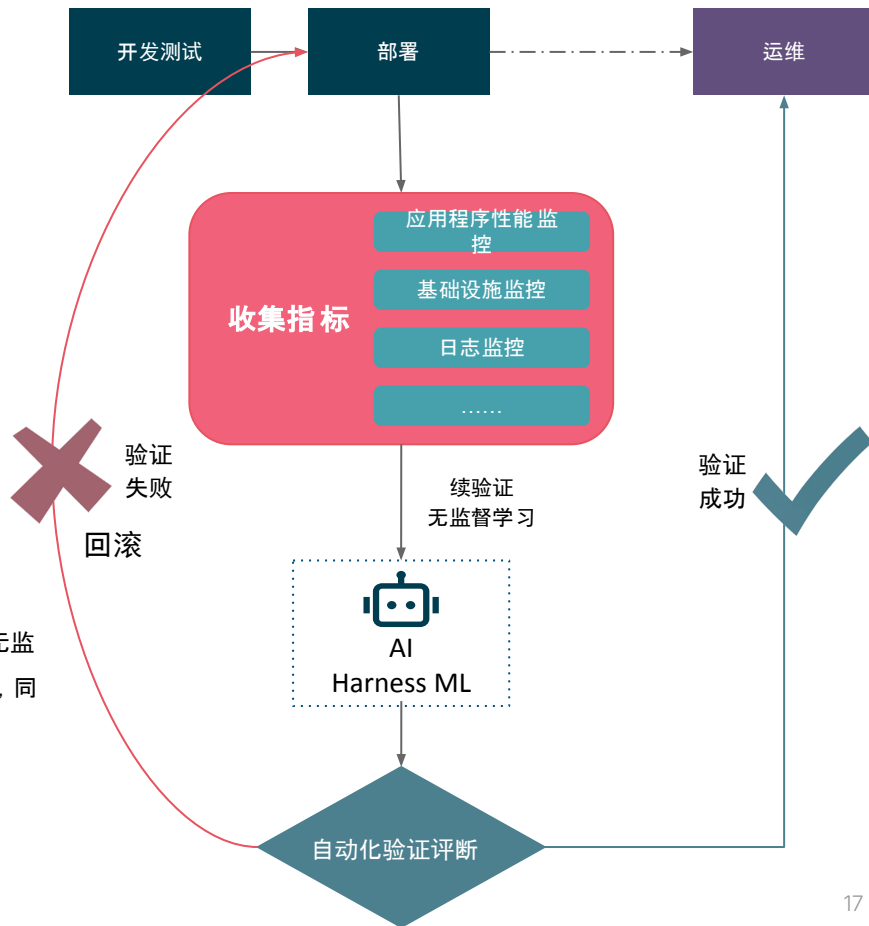 开发测试
部署
运维
应用程序性能监
控
基础设施监控
收集指标
日志监控
......
验证
失败
回滚
续验证
无监督学习
验证
成功
AI
Harness ML
无监
，同
自动化验证评断
17